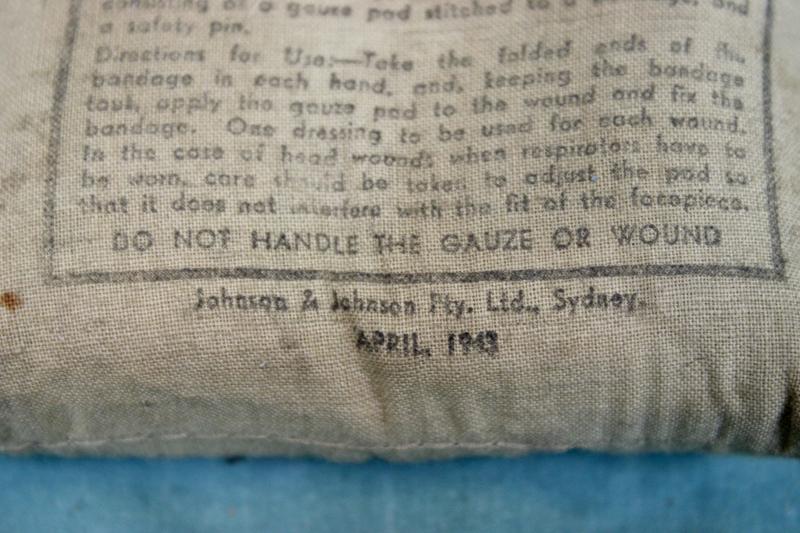 consisting of a gauze pad stitched to a bandage, and
a safety pin.
Directions for Use:—Take the folded ends of the
bandage in each hand, and, keeping the bandage
taut, apply the gauze pad to the wound and fix the
bandage. One dressing to be used for each wound.
In the case of head wounds when respirators have to
be worn, care should be taken to adjust the pad so
that it does not interfere with the fit of the facepiece.
DO NOT HANDLE THE GAUZE OR WOUND
Johnson & Johnson Pty. Ltd., Sydney.
APRIL, 1943